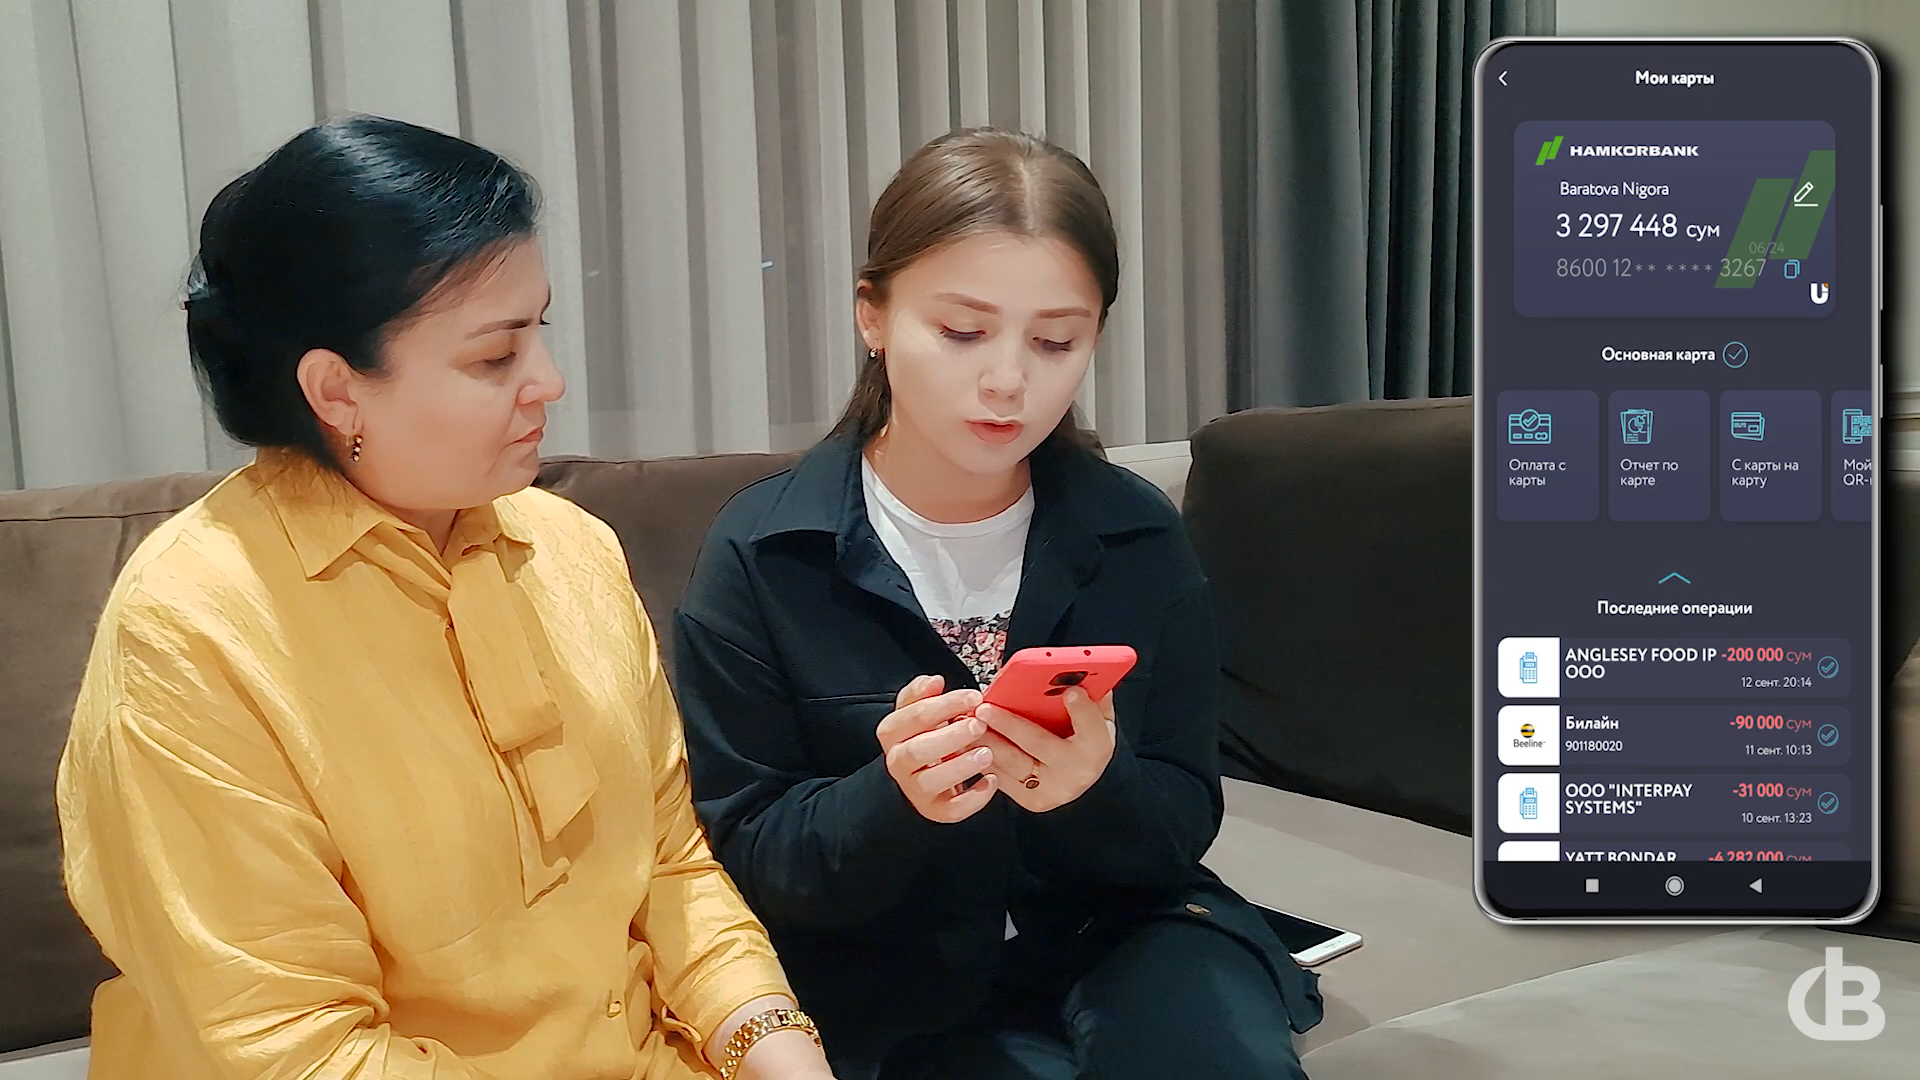 Мои карты
HAMKORBANK
Baratova Nigora
3 297 448 сум
06/24
8600 12** **** 3267
U
Основная карта
Оплата с
карты
Отчет по
карте
С карты на
карту
Мой
QR-
Последние операции
ANGLESEY FOOD IP
ООО
-200 000 сум
12 сент. 20:14
Beeline
Билайн
901180020
-90 000 сум
11 сент. 10:13
ООО "INTERPAY
SYSTEMS"
-31 000 сум
10 сент. 13:23
YATT BONDAR
-4 282 000 сум
B